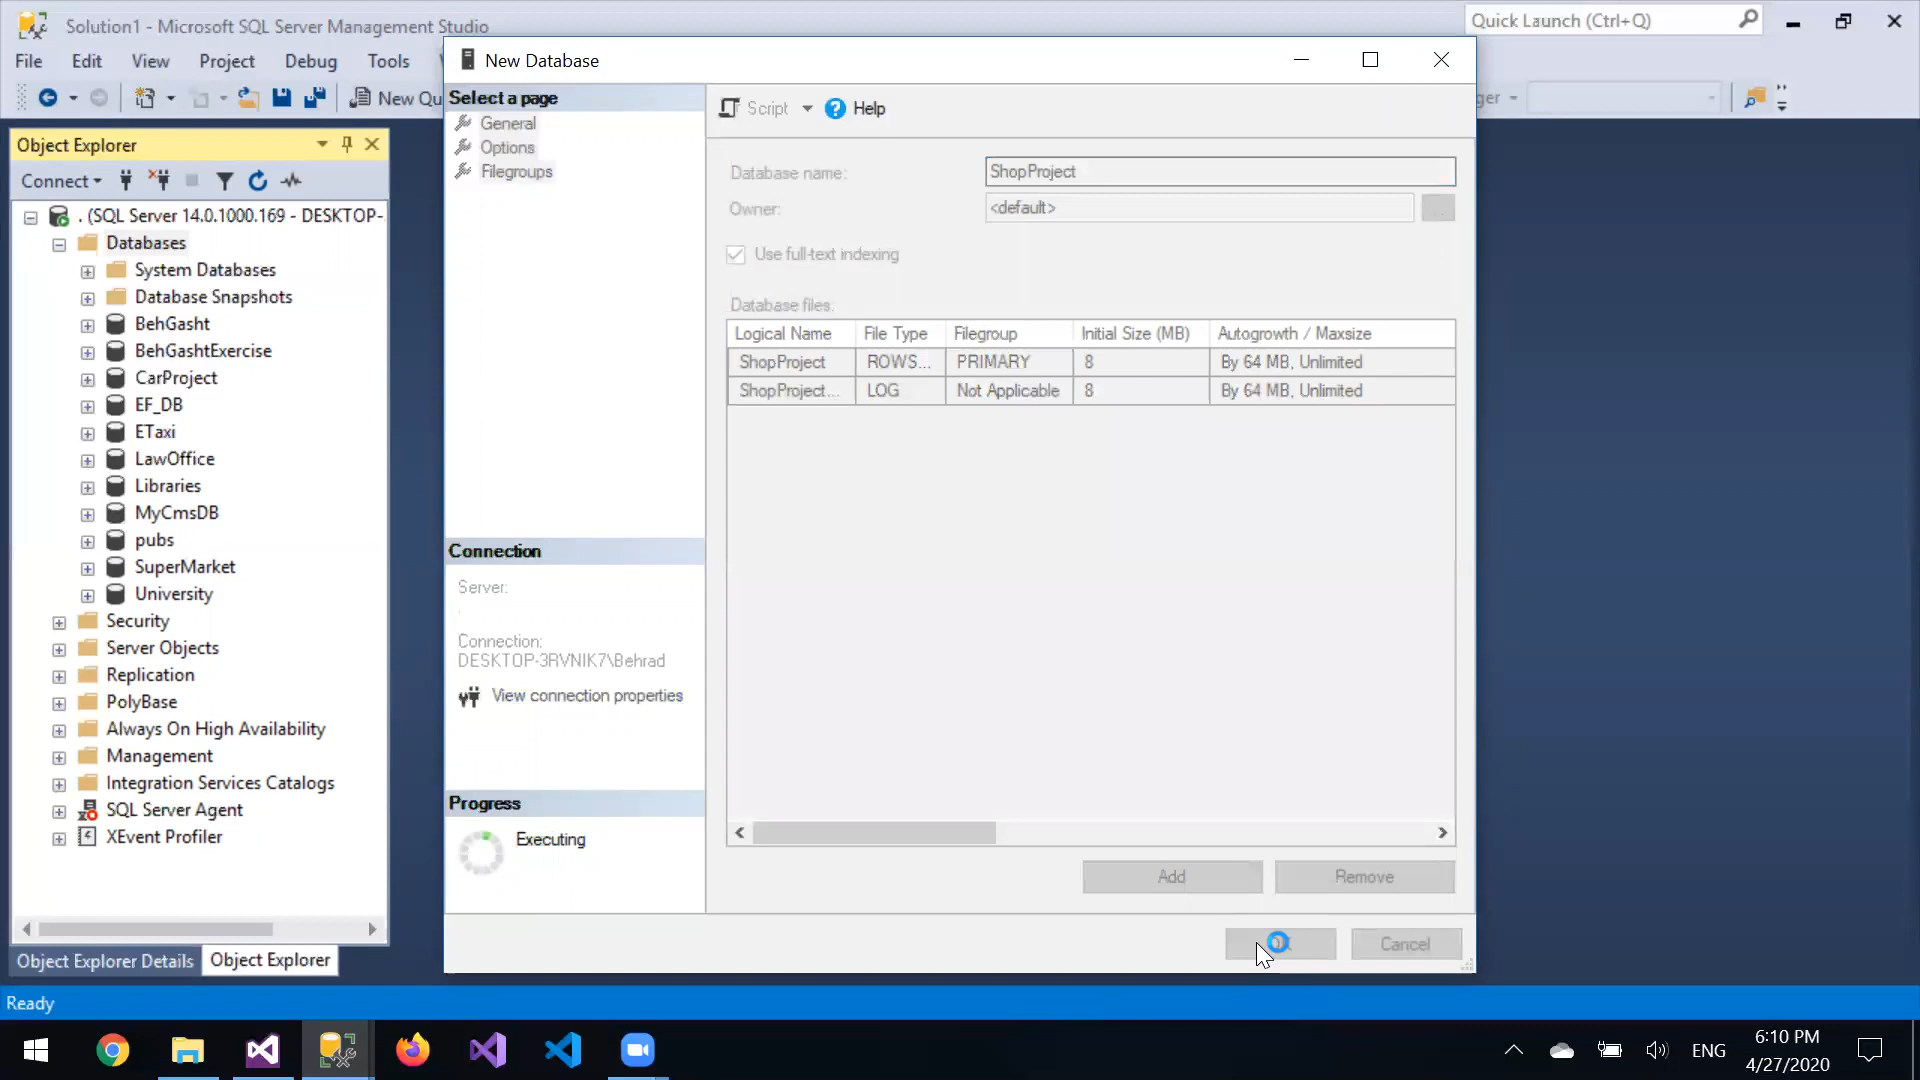 Solution1 - Microsoft SQL Server Management Studio
Quick Launch (Ctrl+Q)
File Edit View Project Debug Tools
New Database
New Qu
Select a page
General
Options
Filegroups
Script
Help
Database name:
ShopProject
Owner:
<default>
Use full-text indexing
Database files:
Logical Name File Type Filegroup Initial Size (MB) Autogrowth / Maxsize
ShopProject ROWS... PRIMARY 8 By 64 MB, Unlimited
ShopProject... LOG Not Applicable 8 By 64 MB, Unlimited
Connection
Server:
.
Connection:
DESKTOP-3RVNIK7\Behrad
View connection properties
Progress
Executing
Add Remove
Cancel
Object Explorer
Connect
. (SQL Server 14.0.1000.169 - DESKTOP-
Databases
System Databases
Database Snapshots
BehGasht
BehGashtExercise
CarProject
EF_DB
ETaxi
LawOffice
Libraries
MyCmsDB
pubs
SuperMarket
University
Security
Server Objects
Replication
PolyBase
Always On High Availability
Management
Integration Services Catalogs
SQL Server Agent
XEvent Profiler
Object Explorer Details Object Explorer
ger
Ready
ENG
6:10 PM
4/27/2020